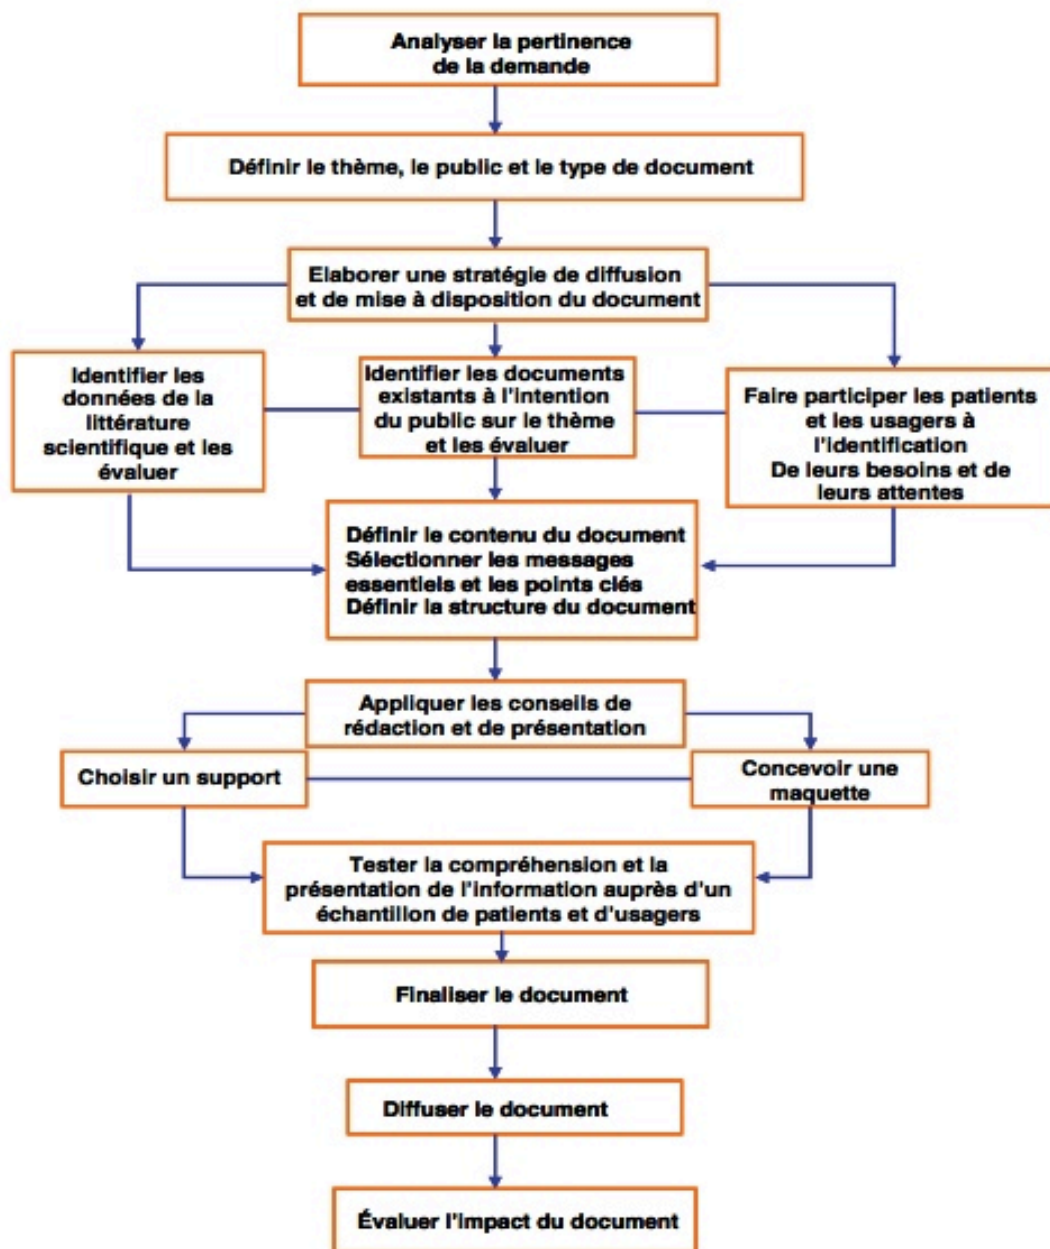 Analyser la pertinence
de la demande
Définir le thème, le public et le type de document
Elaborer une stratégie de diffusion
et de mise à disposition du document
Identifier les
données de la
littérature
scientifique et les
évaluer
Identifier les documents
existants à l'intention
du public sur le thème
et les évaluer
Faire participer les patients
et les usagers à
l'identification
De leurs besoins et de
leurs attentes
Définir le contenu du document
Sélectionner les messages
essentiels et les points clés
Définir la structure du document
Appliquer les conseils de
rédaction et de présentation
Choisir un support
Concevoir une
maquette
Tester la compréhension et la
présentation de l'information auprès d'un
échantillon de patients et d'usagers
Finaliser le document
Diffuser le document
Évaluer l'impact du document